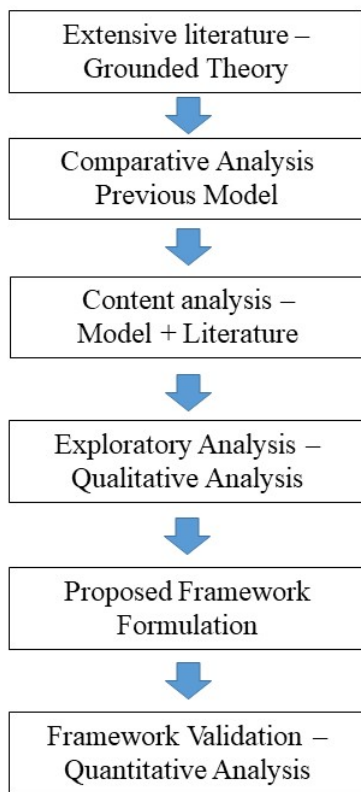 Extensive literature –
Grounded Theory
Comparative Analysis
Previous Model
Content analysis –
Model + Literature
Exploratory Analysis –
Qualitative Analysis
Proposed Framework
Formulation
Framework Validation –
Quantitative Analysis